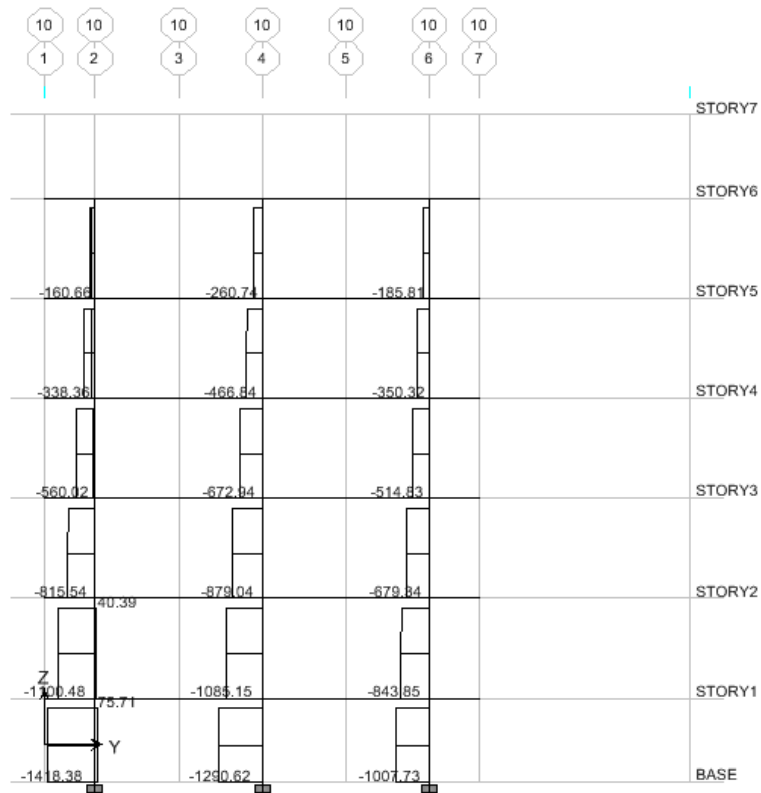 10 10 10 10 10 10 10
1 2 3 4 5 6 7
STORY7
STORY6
-160.66 -260.74 -185.81 STORY5
-338.36 -466.84 -350.32 STORY4
-560.02 -672.94 -514.83 STORY3
-815.54 -879.04 -679.34 STORY2
40.39
Z
-1100.48 -1085.15 -843.85 STORY1
75.71
Y
-1418.38 -1290.62 -1007.73 BASE